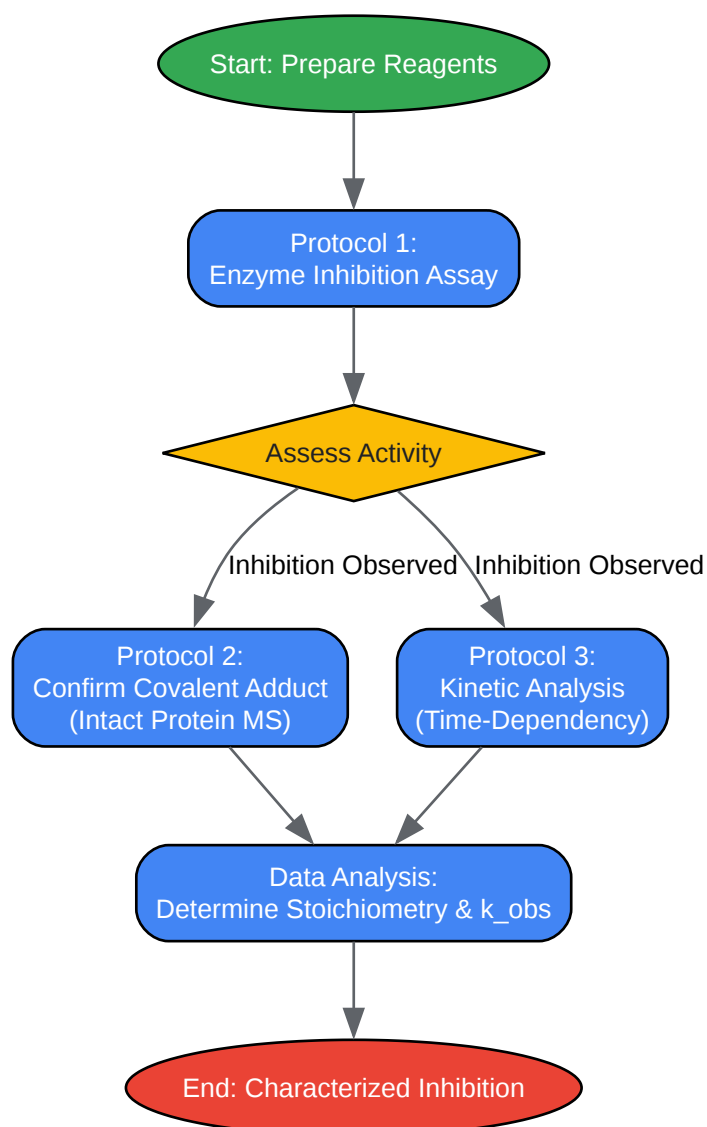 Start: Prepare Reagents
Protocol 1:
Enzyme Inhibition Assay
Assess Activity
Inhibition Observed
Inhibition Observed
Protocol 2:
Confirm Covalent Adduct
(Intact Protein MS)
Protocol 3:
Kinetic Analysis
(Time-Dependency)
Data Analysis:
Determine Stoichiometry & k_obs
End: Characterized Inhibition